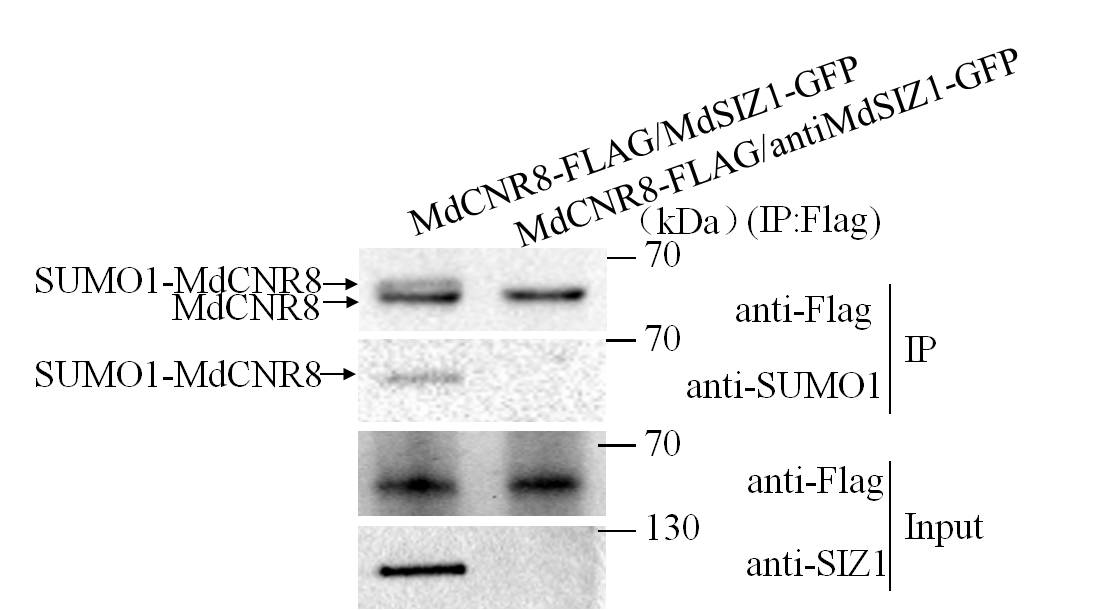 MdCNR8-FLAG/MdSIZ1-GFP
MdCNR8-FLAG/antiMdSIZ1-GFP
（kDa）(IP:Flag)
70
SUMO1-MdCNR8
MdCNR8
anti-Flag
70
IP
SUMO1-MdCNR8
anti-SUMO1
70
anti-Flag
130
Input
anti-SIZ1